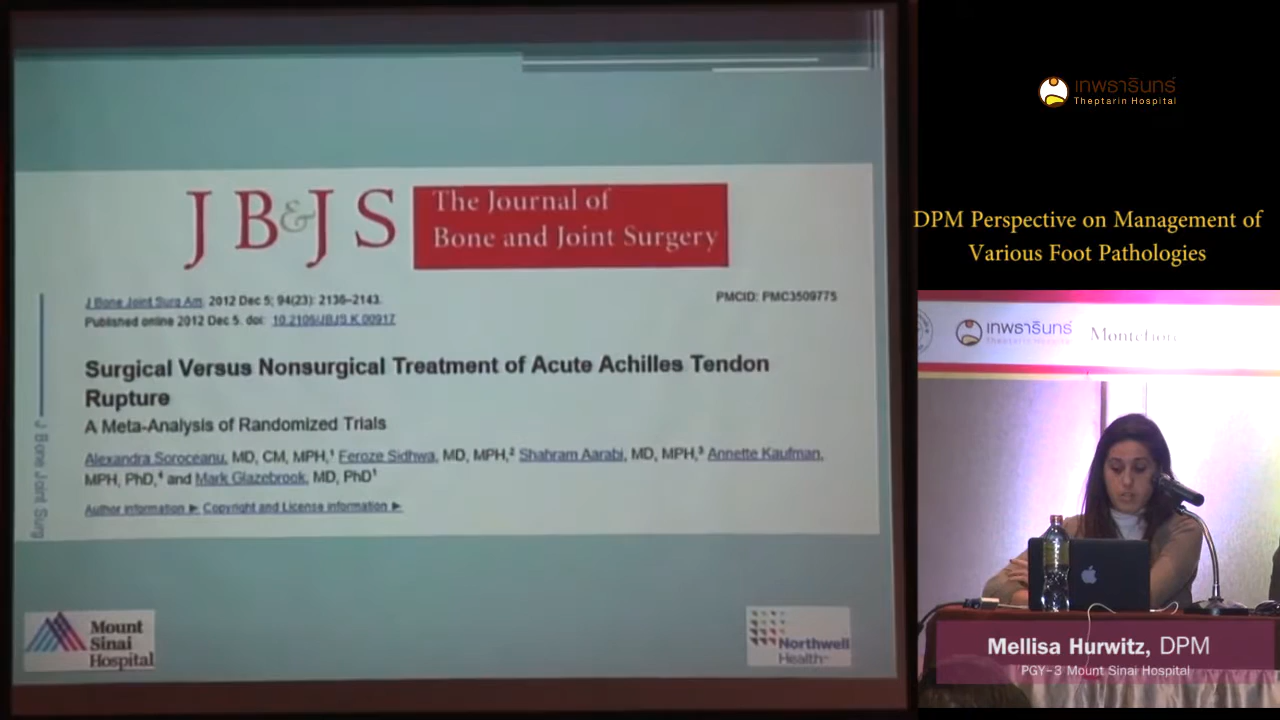 J B&J S
The Journal of
Bone and Joint Surgery
J Bone Joint Surg Am. 2012 Dec 5; 94(23): 2136–2143.
PMCID: PMC3509775
Published online 2012 Dec 5. doi: 10.2106/JBJS.K.00917
Surgical Versus Nonsurgical Treatment of Acute Achilles Tendon
Rupture
A Meta-Analysis of Randomized Trials
Alexandra Soroceanu, MD, CM, MPH,¹ Feroze Sidhwa, MD, MPH,² Shahram Aarabi, MD, MPH,³ Annette Kaufman,
MPH, PhD,⁴ and Mark Glazebrook, MD, PhD¹
Author information ► Copyright and License information ►
J Bone Joint Surg
Mount
Sinai
Hospital
Northwell
Health™
เทพธารินทร์
Theptarin Hospital
DPM Perspective on Management of
Various Foot Pathologies
เทพธารินทร์
Theptarin Hospital
Montefiore
Mellisa Hurwitz, DPM
PGY-3 Mount Sinai Hospital